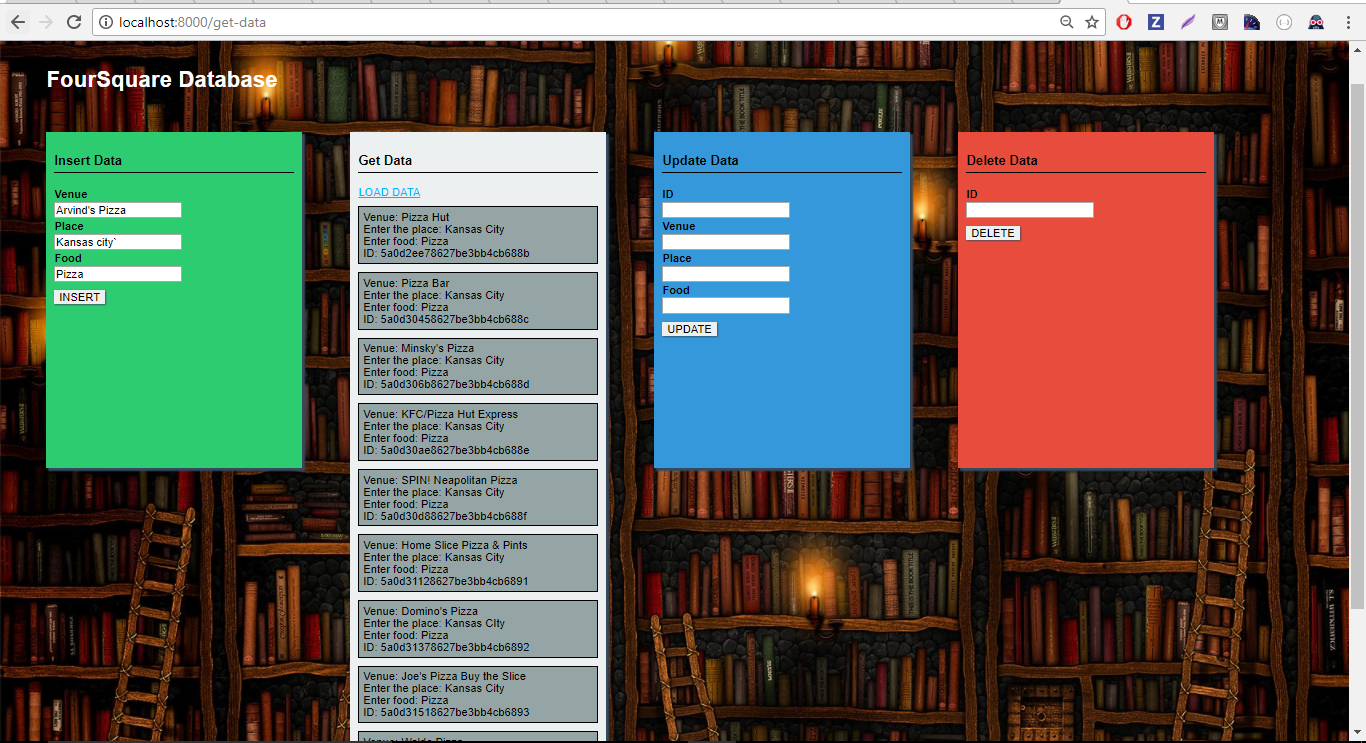 localhost:8000/get-data
FourSquare Database
Insert Data
Venue
Arvind's Pizza
Place
Kansas city`
Food
Pizza
INSERT
Get Data
LOAD DATA
Venue: Pizza Hut
Enter the place: Kansas City
Enter food: Pizza
ID: 5a0d2ee78627be3bb4cb688b
Venue: Pizza Bar
Enter the place: Kansas City
Enter food: Pizza
ID: 5a0d30458627be3bb4cb688c
Venue: Minsky's Pizza
Enter the place: Kansas City
Enter food: Pizza
ID: 5a0d306b8627be3bb4cb688d
Venue: KFC/Pizza Hut Express
Enter the place: Kansas City
Enter food: Pizza
ID: 5a0d30ae8627be3bb4cb688e
Venue: SPIN! Neapolitan Pizza
Enter the place: Kansas City
Enter food: Pizza
ID: 5a0d30d88627be3bb4cb688f
Venue: Home Slice Pizza & Pints
Enter the place: Kansas City
Enter food: Pizza
ID: 5a0d31128627be3bb4cb6891
Venue: Domino's Pizza
Enter the place: Kansas CIty
Enter food: Pizza
ID: 5a0d31378627be3bb4cb6892
Venue: Joe's Pizza Buy the Slice
Enter the place: Kansas City
Enter food: Pizza
ID: 5a0d31518627be3bb4cb6893
Update Data
ID
Venue
Place
Food
UPDATE
Delete Data
ID
DELETE